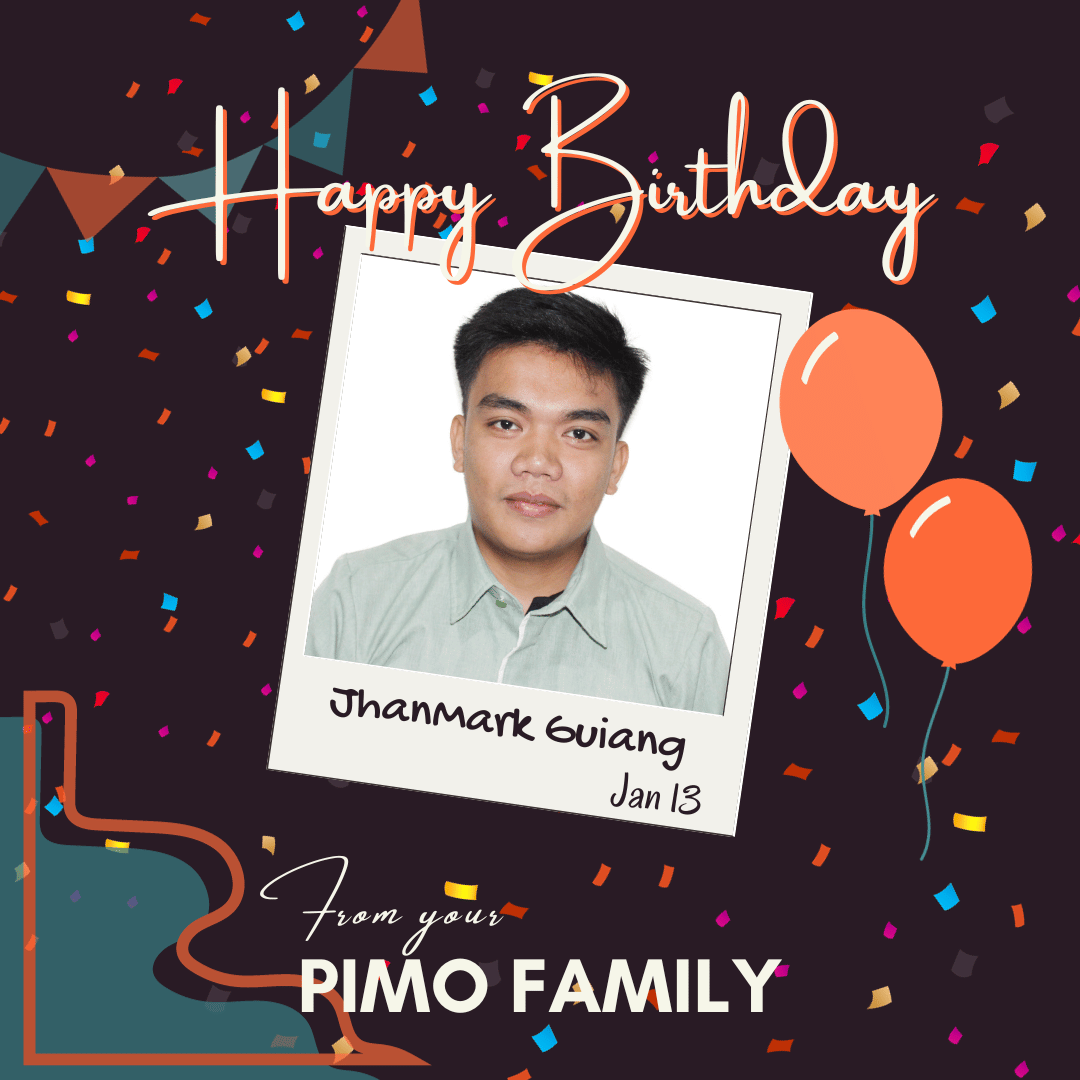 Happy Birthday
Jhanmark Guiang
Jan 13
From your
PIMO FAMILY